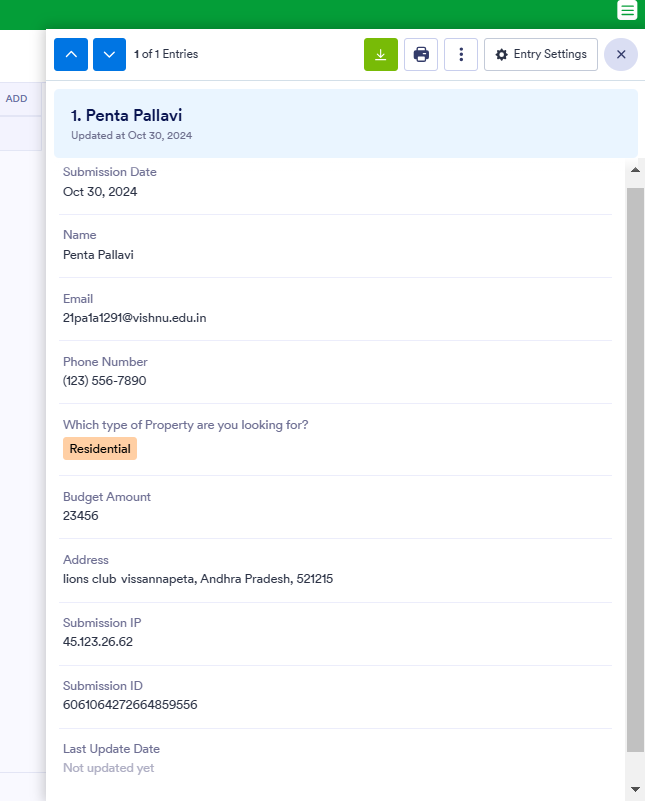 1 of 1 Entries
Entry Settings
ADD
1. Penta Pallavi
Updated at Oct 30, 2024
Submission Date
Oct 30, 2024
Name
Penta Pallavi
Email
21pa1a1291@vishnu.edu.in
Phone Number
(123) 556-7890
Which type of Property are you looking for?
Residential
Budget Amount
23456
Address
lions club vissannapeta, Andhra Pradesh, 521215
Submission IP
45.123.26.62
Submission ID
6061064272664859556
Last Update Date
Not updated yet